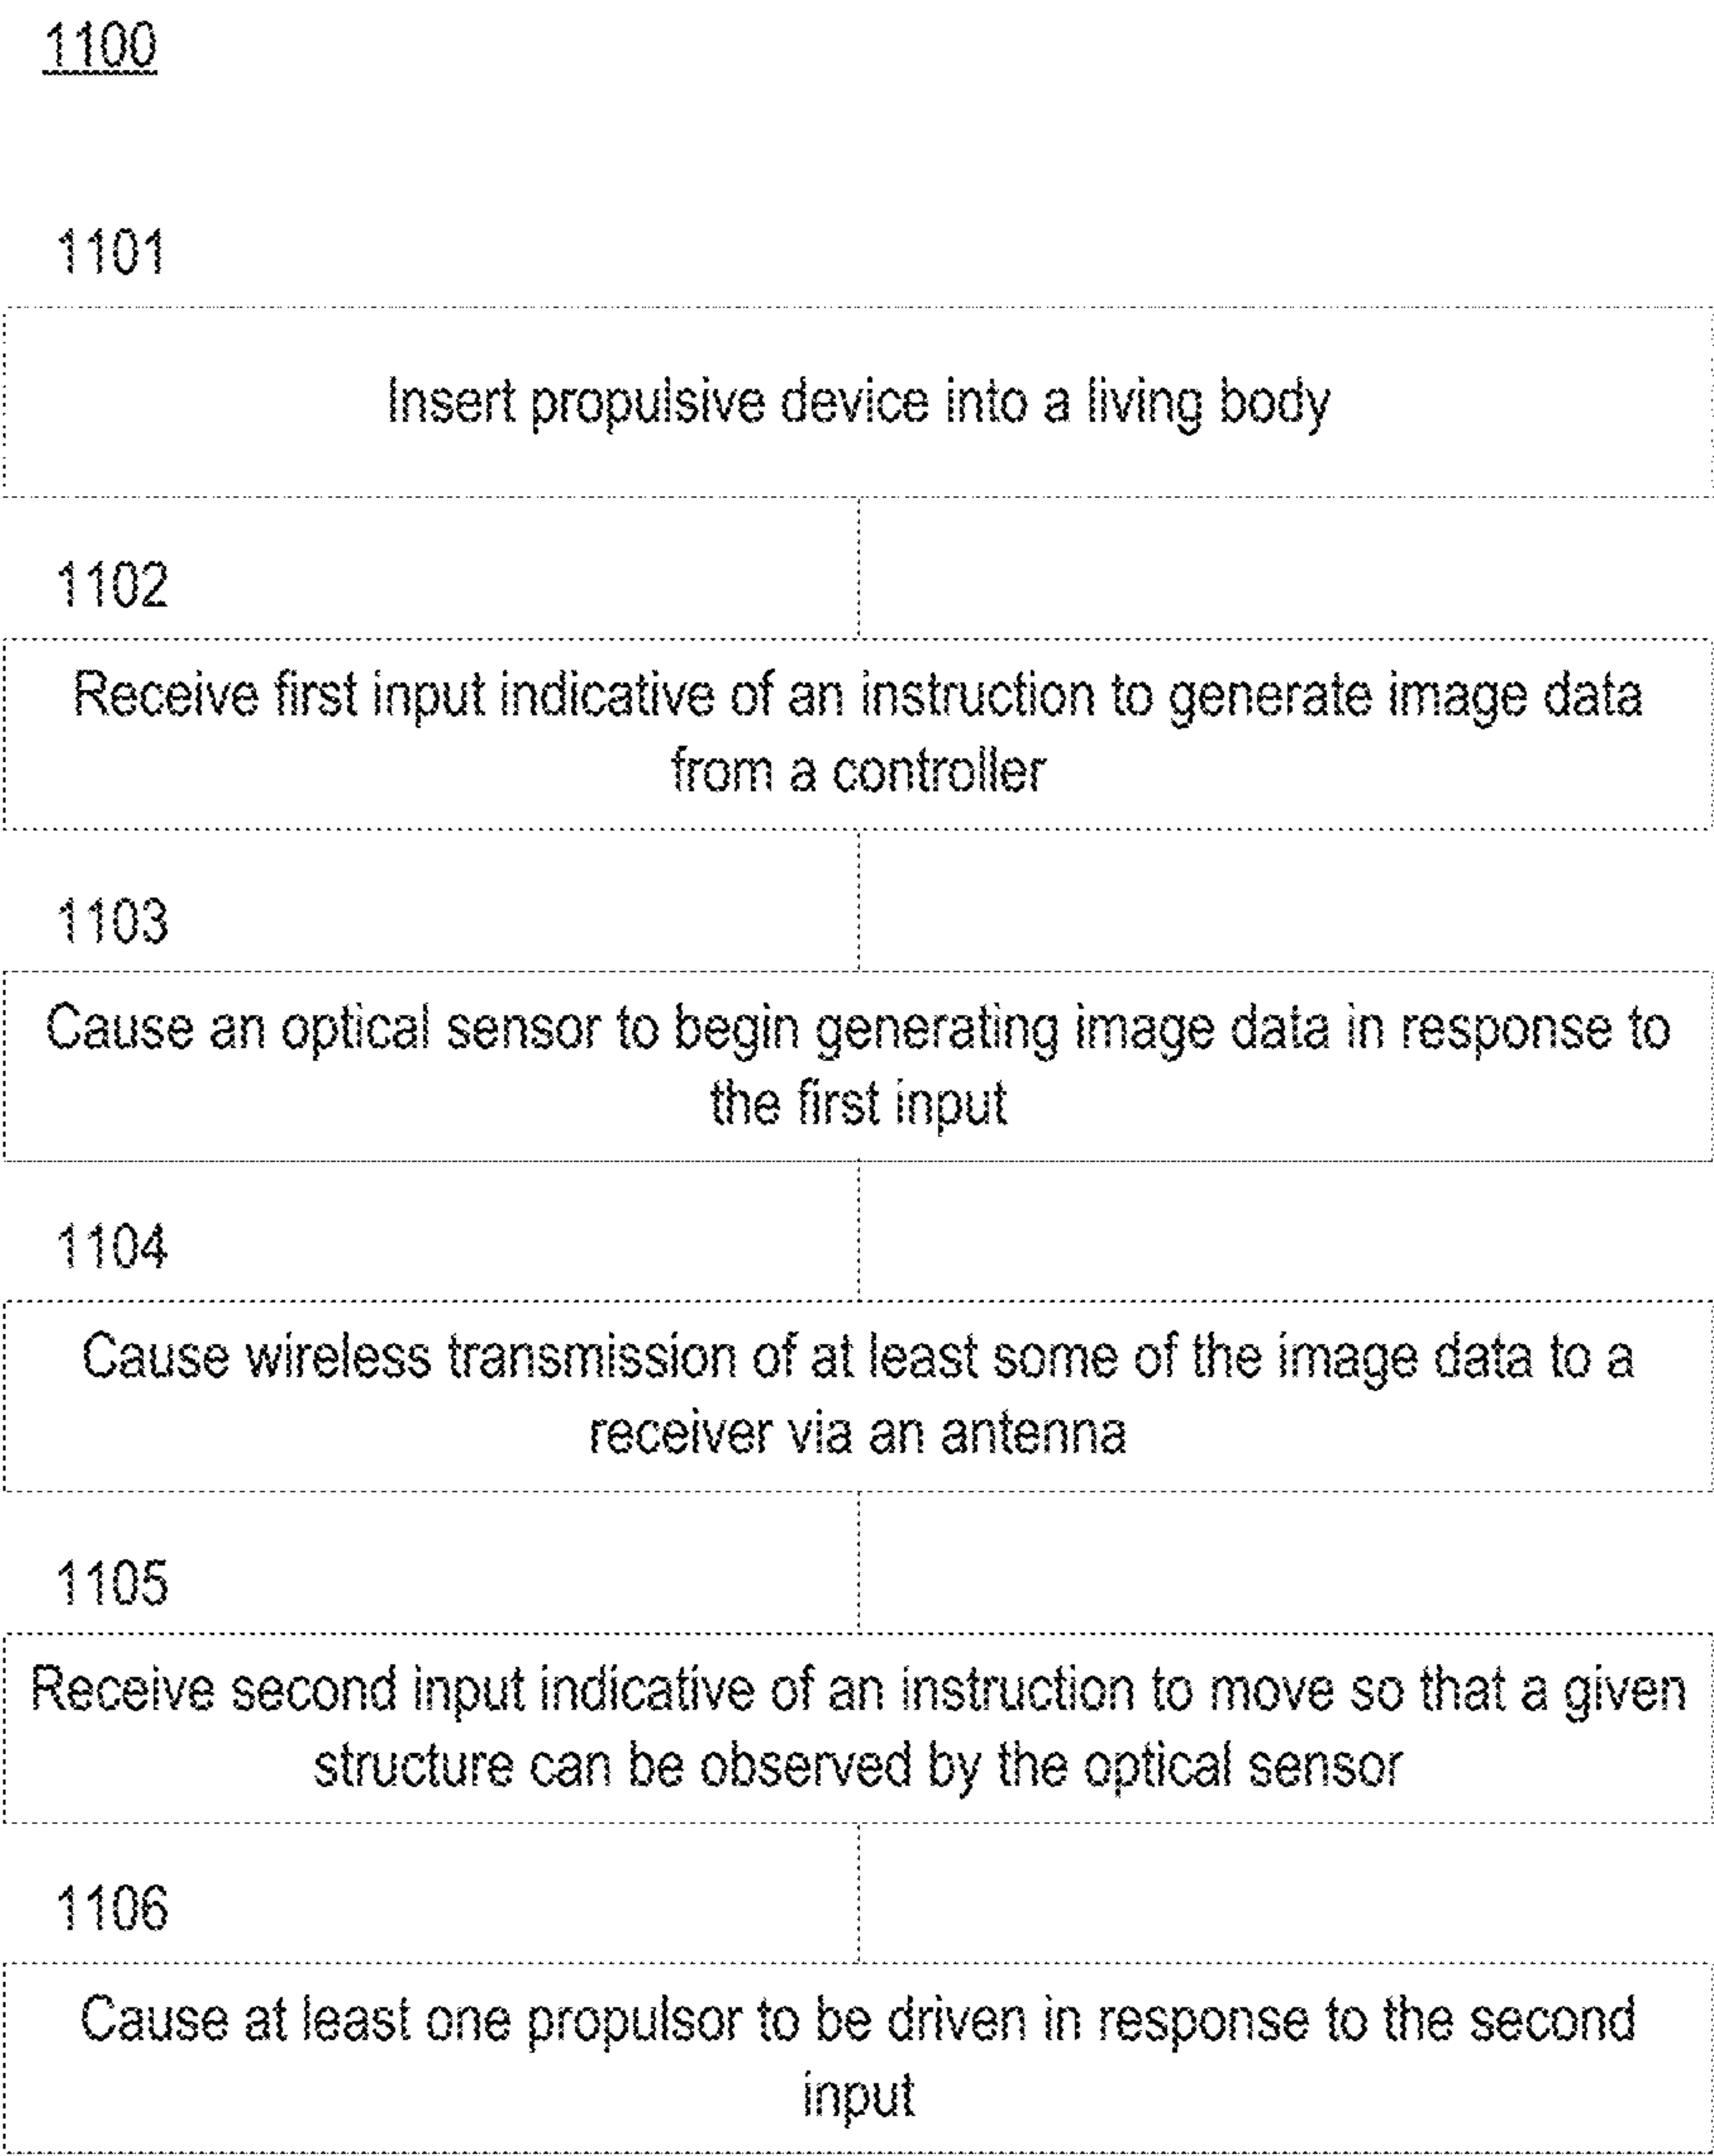 1100
1101
Insert propulsive device into a living body
1102
Receive first input indicative of an instruction to generate image data
from a controller
1103
Cause an optical sensor to begin generating image data in response to
the first input
1104
Cause wireless transmission of at least some of the image data to a
receiver via an antenna
1105
Receive second input indicative of an instruction to move so that a given
structure can be observed by the optical sensor
1106
Cause at least one propulsor to be driven in response to the second
input